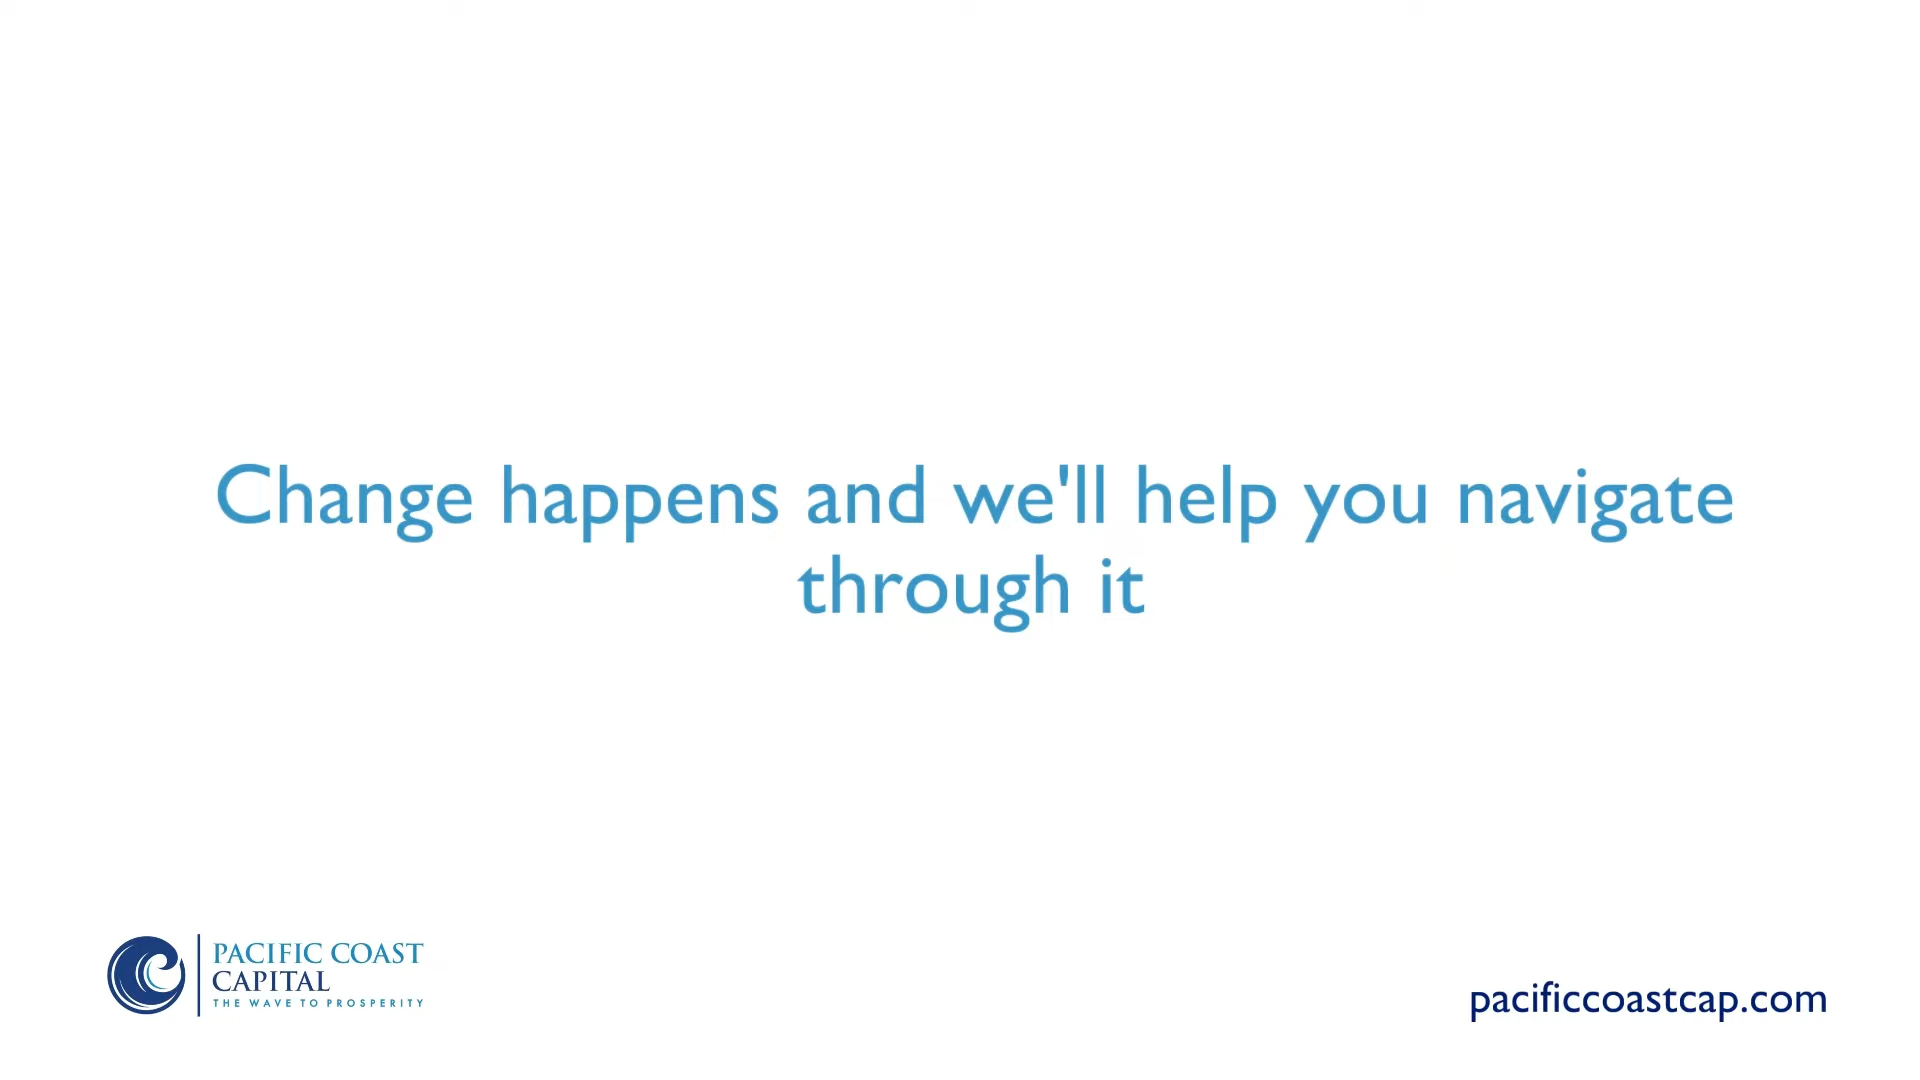 Change happens and we'll help you navigate
through it
PACIFIC COAST
CAPITAL
THE WAVE TO PROSPERITY
pacificcoastcap.com